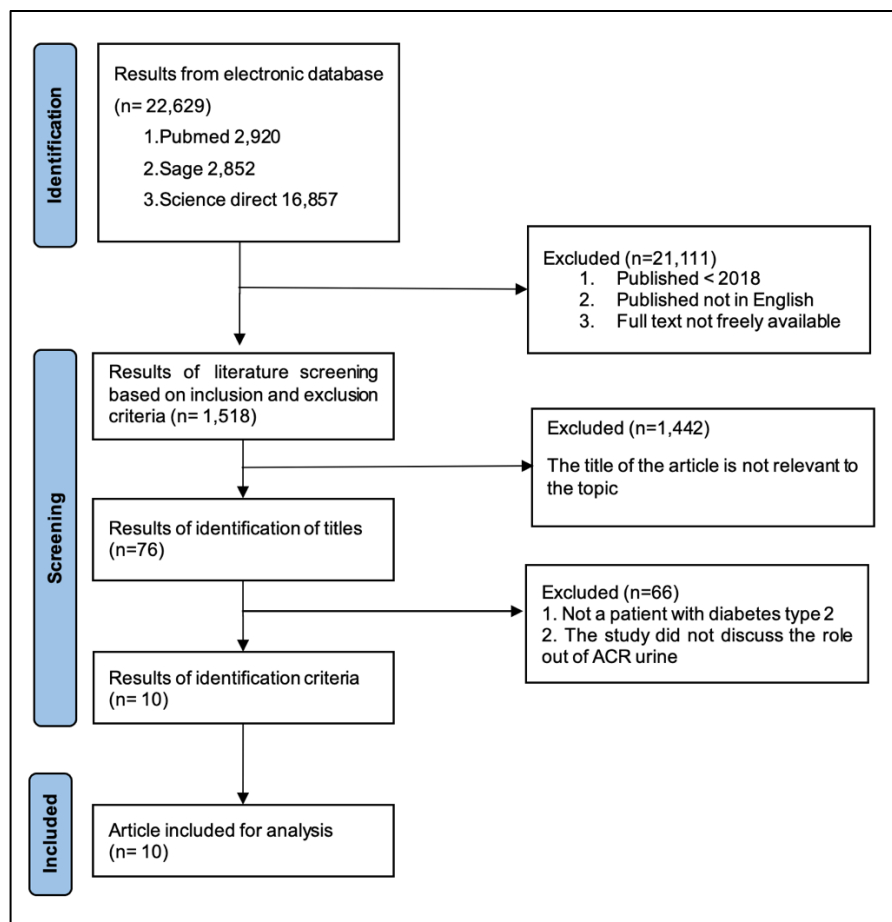 Identification
Results from electronic database
(n= 22,629)
1.Pubmed 2,920
2.Sage 2,852
3.Science direct 16,857
Excluded (n=21,111)
1. Published < 2018
2. Published not in English
3. Full text not freely available
Screening
Results of literature screening
based on inclusion and exclusion
criteria (n= 1,518)
Excluded (n=1,442)
The title of the article is not relevant to
the topic
Results of identification of titles
(n=76)
Excluded (n=66)
1. Not a patient with diabetes type 2
2. The study did not discuss the role
out of ACR urine
Results of identification criteria
(n= 10)
Included
Article included for analysis
(n= 10)